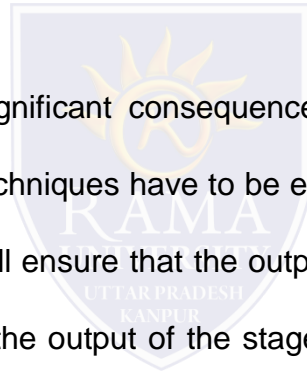 gnificant consequence
chniques have to be e
ll ensure that the outp
the output of the stage
RAMA
UNIVERSITY
UTTAR PRADESH
KANPUR